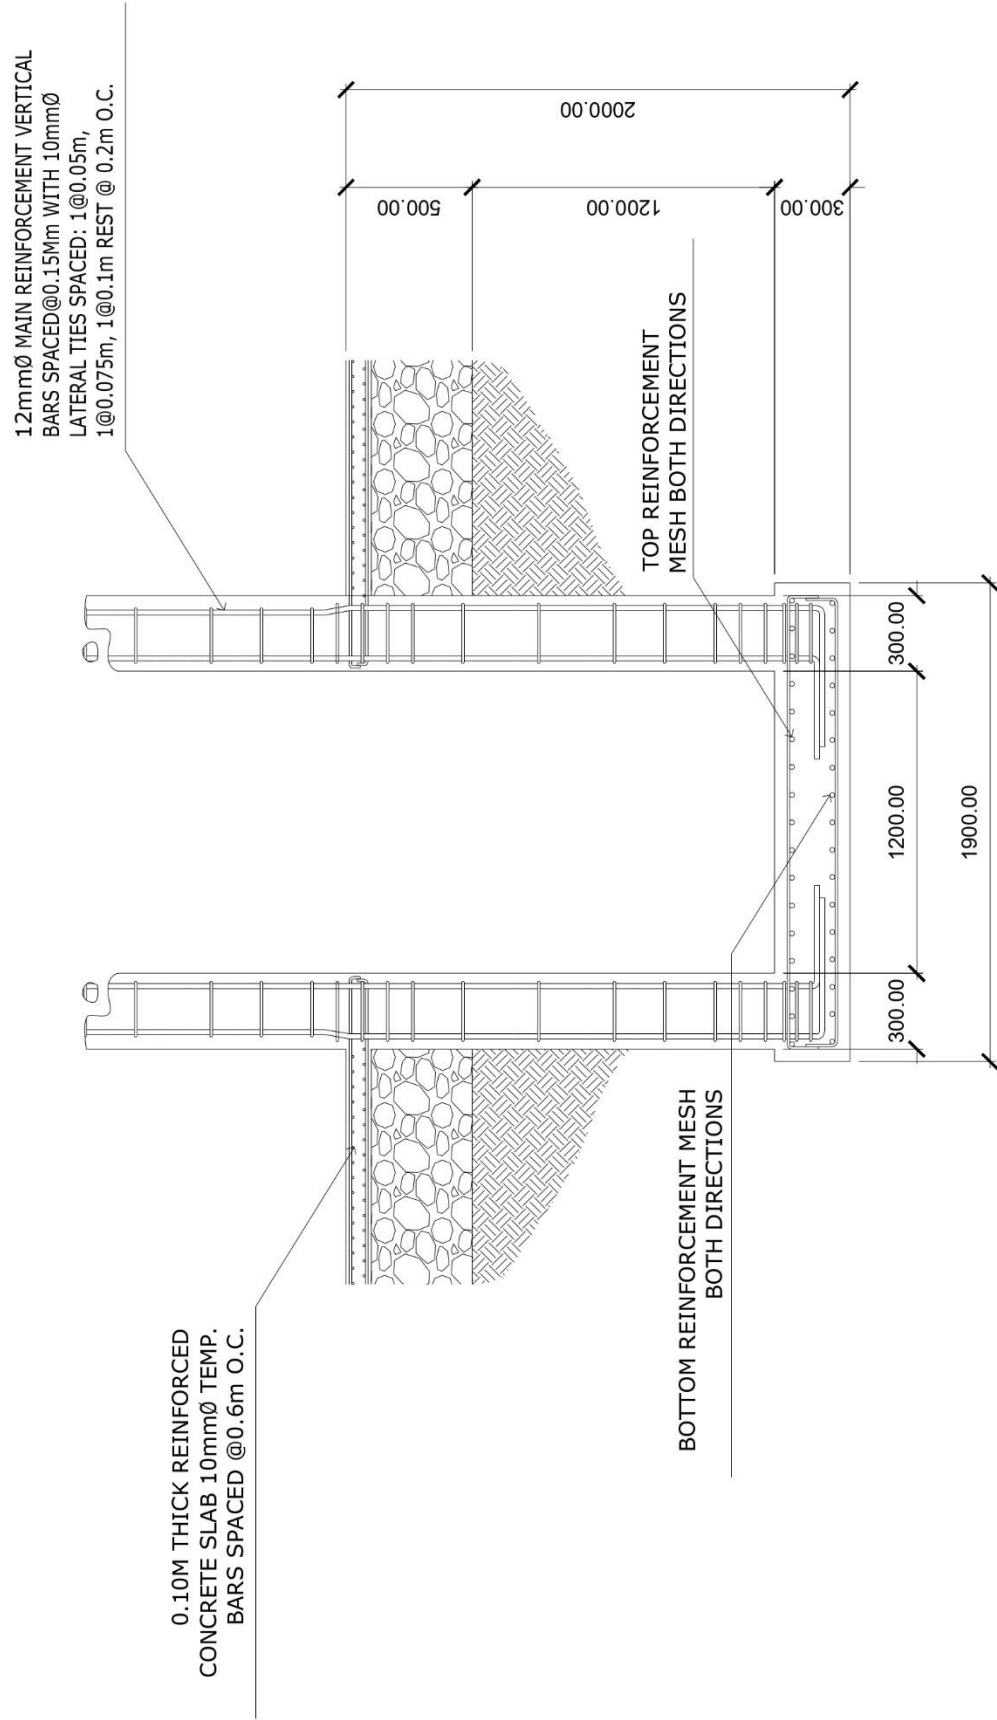 12mmØ MAIN REINFORCEMENT VERTICAL
BARS SPACED@0.15Mm WITH 10mmØ
LATERAL TIES SPACED: 1@0.05m,
1@0.075m, 1@0.1m REST @ 0.2m O.C.
0.10M THICK REINFORCED
CONCRETE SLAB 10mmØ TEMP.
BARS SPACED @0.6m O.C.
2000.00
500.00
1200.00
300.00
TOP REINFORCEMENT
MESH BOTH DIRECTIONS
BOTTOM REINFORCEMENT MESH
BOTH DIRECTIONS
300.00
1200.00
300.00
1900.00